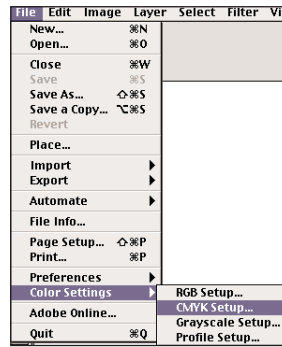 File Edit Image Layer Select Filter Vi
New... ⌘N
Open... ⌘O
Close ⌘W
Save ⌘S
Save As... ⇧⌘S
Save a Copy... ⌥⌘S
Revert
Place...
Import
Export
Automate
File Info...
Page Setup... ⇧⌘P
Print... ⌘P
Preferences
Color Settings
Adobe Online...
Quit ⌘Q
RGB Setup...
CMYK Setup...
Grayscale Setup...
Profile Setup...